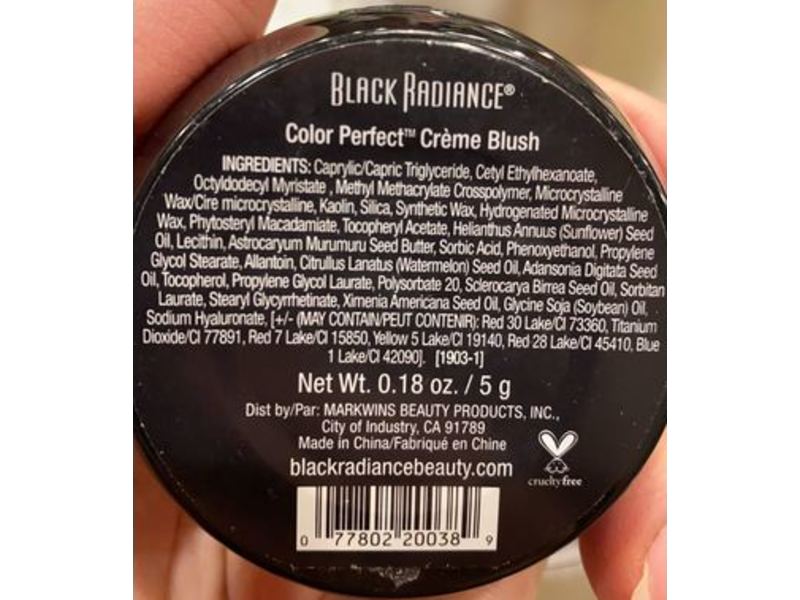 BLACK RADIANCE®
Color Perfect™ Crème Blush
INGREDIENTS: Caprylic/Capric Triglyceride, Cetyl Ethylhexanoate,
Octyldodecyl Myristate , Methyl Methacrylate Crosspolymer, Microcrystalline
Wax/Cire microcrystalline, Kaolin, Silica, Synthetic Wax, Hydrogenated Microcrystalline
Wax, Phytosteryl Macadamiate, Tocopheryl Acetate, Helianthus Annuus (Sunflower) Seed
Oil, Lecithin, Astrocaryum Murumuru Seed Butter, Sorbic Acid, Phenoxyethanol, Propylene
Glycol Stearate, Allantoin, Citrullus Lanatus (Watermelon) Seed Oil, Adansonia Digitata Seed
Oil, Tocopherol, Propylene Glycol Laurate, Polysorbate 20, Sclerocarya Birrea Seed Oil, Sorbitan
Laurate, Stearyl Glycyrrhetinate, Ximenia Americana Seed Oil, Glycine Soja (Soybean) Oil,
Sodium Hyaluronate, [+/- (MAY CONTAIN/PEUT CONTENIR): Red 30 Lake/CI 73360, Titanium
Dioxide/CI 77891, Red 7 Lake/CI 15850, Yellow 5 Lake/CI 19140, Red 28 Lake/CI 45410, Blue
1 Lake/CI 42090]. [1903-1]
Net Wt. 0.18 oz. / 5 g
Dist by/Par: MARKWINS BEAUTY PRODUCTS, INC.,
City of Industry, CA 91789
Made in China/Fabriqué en Chine
blackradiancebeauty.com
crueltyfree
0 77802 20038 9